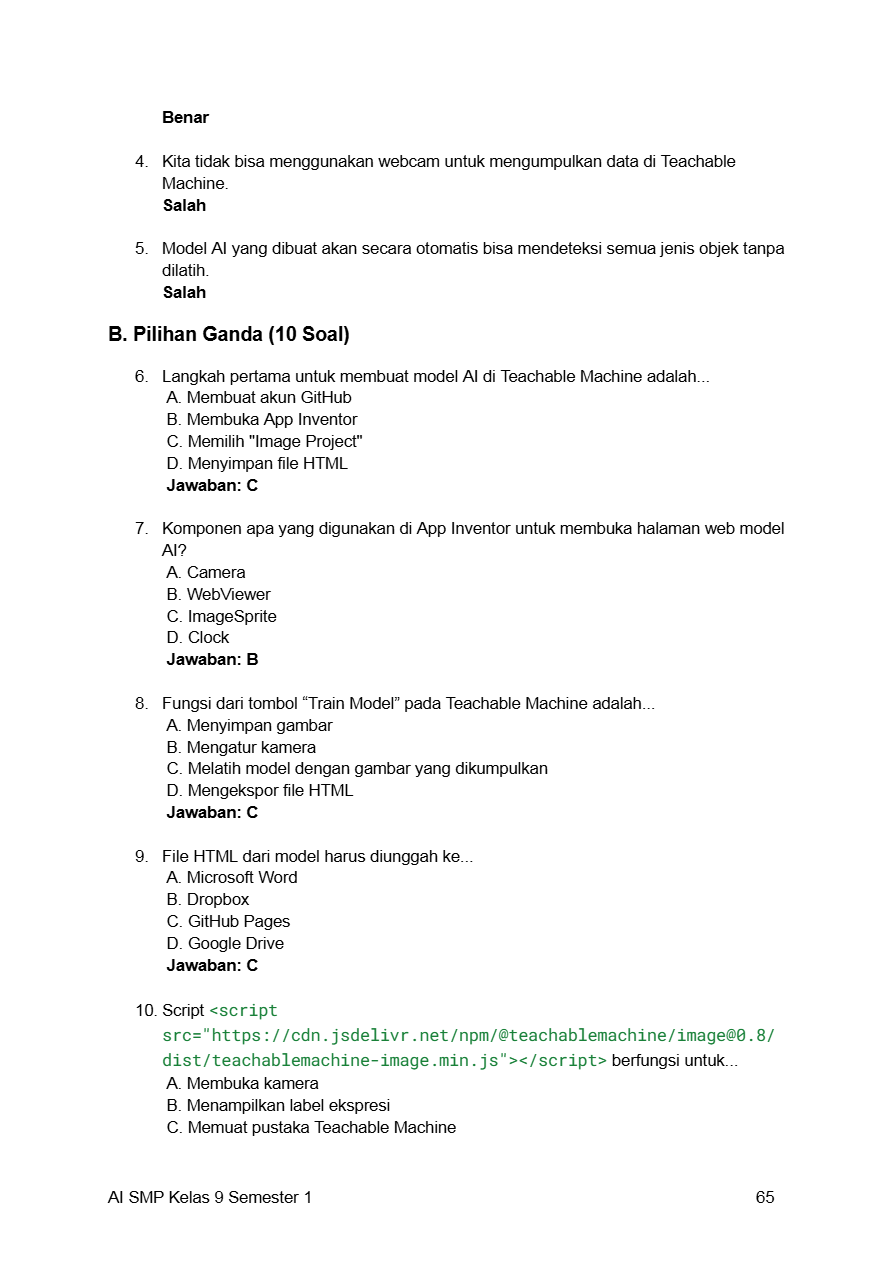 Benar
4. Kita tidak bisa menggunakan webcam untuk mengumpulkan data di Teachable
Machine.
Salah
5. Model AI yang dibuat akan secara otomatis bisa mendeteksi semua jenis objek tanpa
dilatih.
Salah
B. Pilihan Ganda (10 Soal)
6. Langkah pertama untuk membuat model AI di Teachable Machine adalah...
A. Membuat akun GitHub
B. Membuka App Inventor
C. Memilih "Image Project"
D. Menyimpan file HTML
Jawaban: C
7. Komponen apa yang digunakan di App Inventor untuk membuka halaman web model
AI?
A. Camera
B. WebViewer
C. ImageSprite
D. Clock
Jawaban: B
8. Fungsi dari tombol “Train Model” pada Teachable Machine adalah...
A. Menyimpan gambar
B. Mengatur kamera
C. Melatih model dengan gambar yang dikumpulkan
D. Mengekspor file HTML
Jawaban: C
9. File HTML dari model harus diunggah ke...
A. Microsoft Word
B. Dropbox
C. GitHub Pages
D. Google Drive
Jawaban: C
10. Script <script
src="https://cdn.jsdelivr.net/npm/@teachablemachine/image@0.8/
dist/teachablemachine-image.min.js"></script> berfungsi untuk...
A. Membuka kamera
B. Menampilkan label ekspresi
C. Memuat pustaka Teachable Machine
AI SMP Kelas 9 Semester 1 65